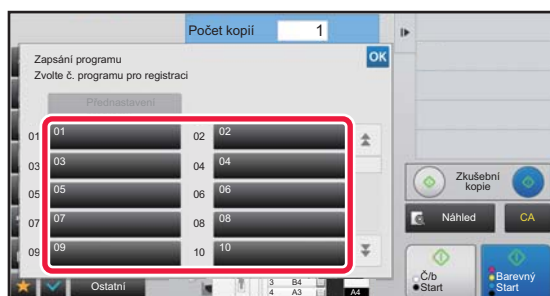 Počet kopií 1
Zapsání programu
OK
Zvolte č. programu pro registraci
Přednastavení
01 01 02 02
03 03 04 04
05 05 06 06
07 07 08 08
09 09 10 10
Zkušební
kopie
Náhled
CA
Č/b
Start
Barevný
Start
Ostatní
3 B4
4 A3
A4